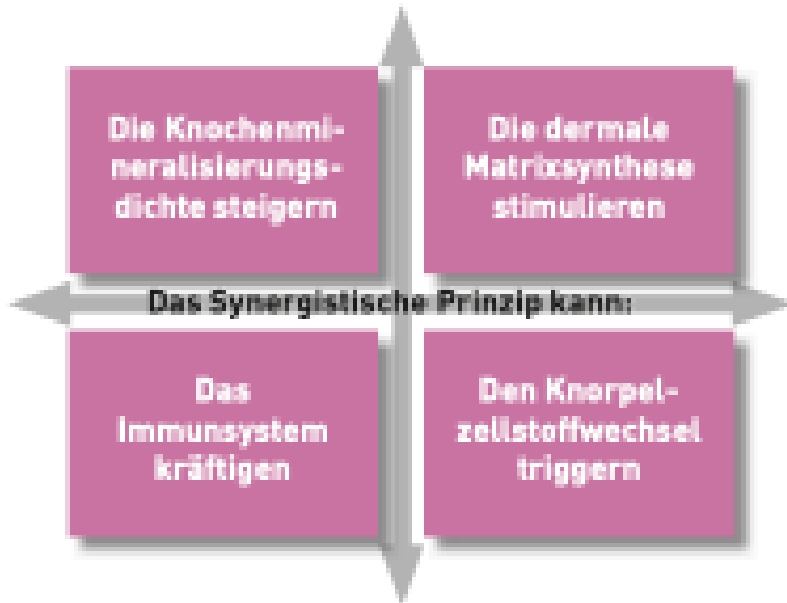 Die Knochenmi-
neralisierungs-
dichte steigern
Die dermale
Matrixsynthese
stimulieren
Das Synergistische Prinzip kann:
Das
Immunsystem
kräftigen
Den Knorpel-
zellstoffwechsel
triggern